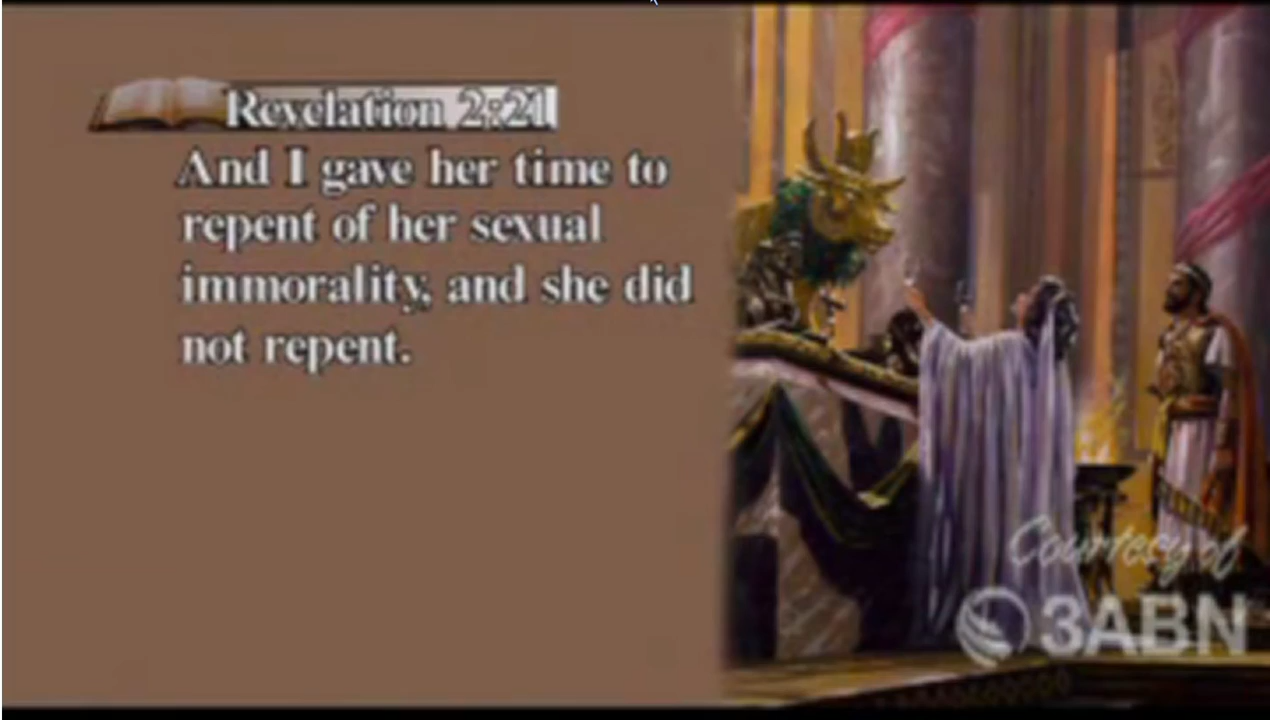 Revelation 2:21
And I gave her time to
repent of her sexual
immorality, and she did
not repent.
Courtesy of
3ABN